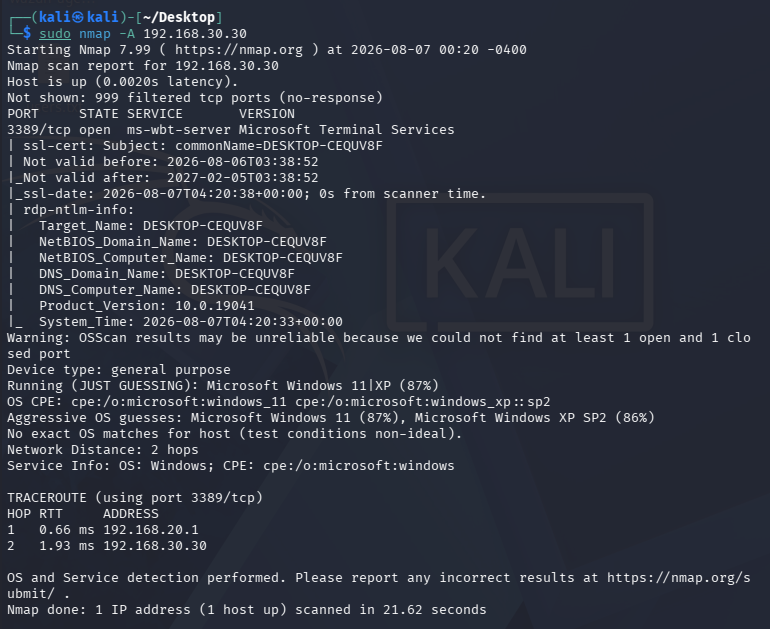 ┌──(kali㉿kali)-[~/Desktop]
└─$ sudo nmap -A 192.168.30.30
Starting Nmap 7.99 ( https://nmap.org ) at 2026-08-07 00:20 -0400
Nmap scan report for 192.168.30.30
Host is up (0.0020s latency).
Not shown: 999 filtered tcp ports (no-response)
PORT     STATE SERVICE       VERSION
3389/tcp open  ms-wbt-server Microsoft Terminal Services
| ssl-cert: Subject: commonName=DESKTOP-CEQUV8F
| Not valid before: 2026-08-06T03:38:52
|_Not valid after:  2027-02-05T03:38:52
|_ssl-date: 2026-08-07T04:20:38+00:00; 0s from scanner time.
| rdp-ntlm-info:
|   Target_Name: DESKTOP-CEQUV8F
|   NetBIOS_Domain_Name: DESKTOP-CEQUV8F
|   NetBIOS_Computer_Name: DESKTOP-CEQUV8F
|   DNS_Domain_Name: DESKTOP-CEQUV8F
|   DNS_Computer_Name: DESKTOP-CEQUV8F
|   Product_Version: 10.0.19041
|_  System_Time: 2026-08-07T04:20:33+00:00
Warning: OSScan results may be unreliable because we could not find at least 1 open and 1 clo
sed port
Device type: general purpose
Running (JUST GUESSING): Microsoft Windows 11|XP (87%)
OS CPE: cpe:/o:microsoft:windows_11 cpe:/o:microsoft:windows_xp::sp2
Aggressive OS guesses: Microsoft Windows 11 (87%), Microsoft Windows XP SP2 (86%)
No exact OS matches for host (test conditions non-ideal).
Network Distance: 2 hops
Service Info: OS: Windows; CPE: cpe:/o:microsoft:windows

TRACEROUTE (using port 3389/tcp)
HOP RTT     ADDRESS
1   0.66 ms 192.168.20.1
2   1.93 ms 192.168.30.30

OS and Service detection performed. Please report any incorrect results at https://nmap.org/s
ubmit/ .
Nmap done: 1 IP address (1 host up) scanned in 21.62 seconds
KALI